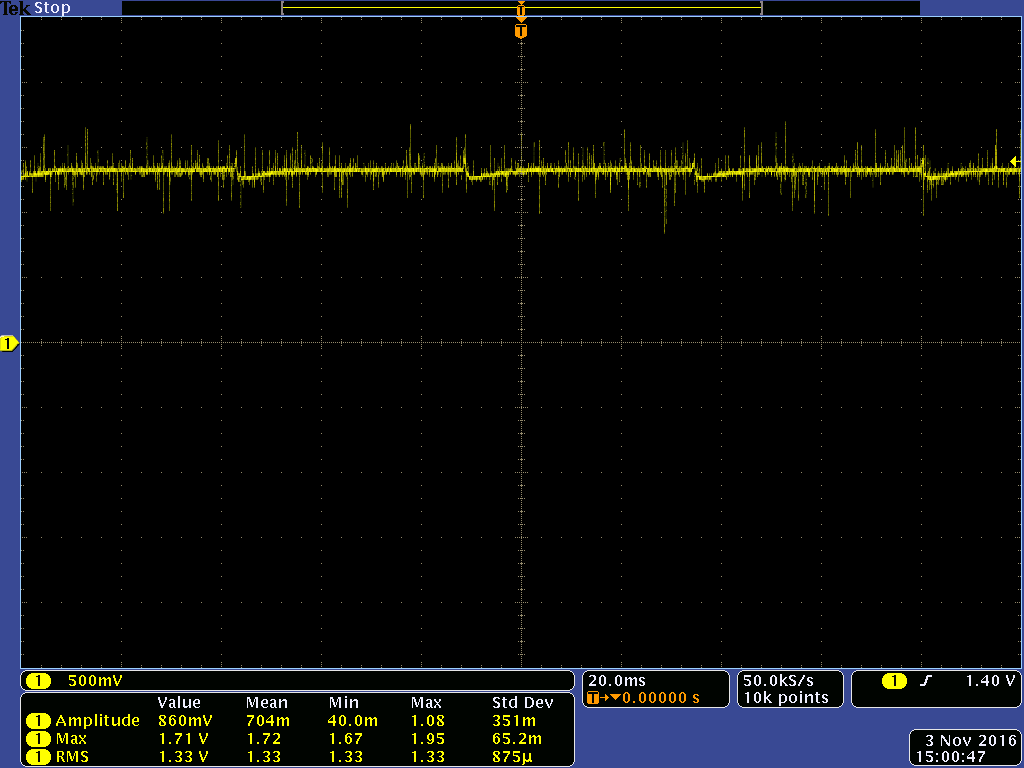 Tek Stop
T
T
1
1 500mV
20.0ms
T→▼0.00000 s
50.0kS/s
10k points
1 ∫ 1.40 V
Value Mean Min Max Std Dev
1 Amplitude 860mV 704m 40.0m 1.08 351m
1 Max 1.71 V 1.72 1.67 1.95 65.2m
1 RMS 1.33 V 1.33 1.33 1.33 875µ
3 Nov 2016
15:00:47